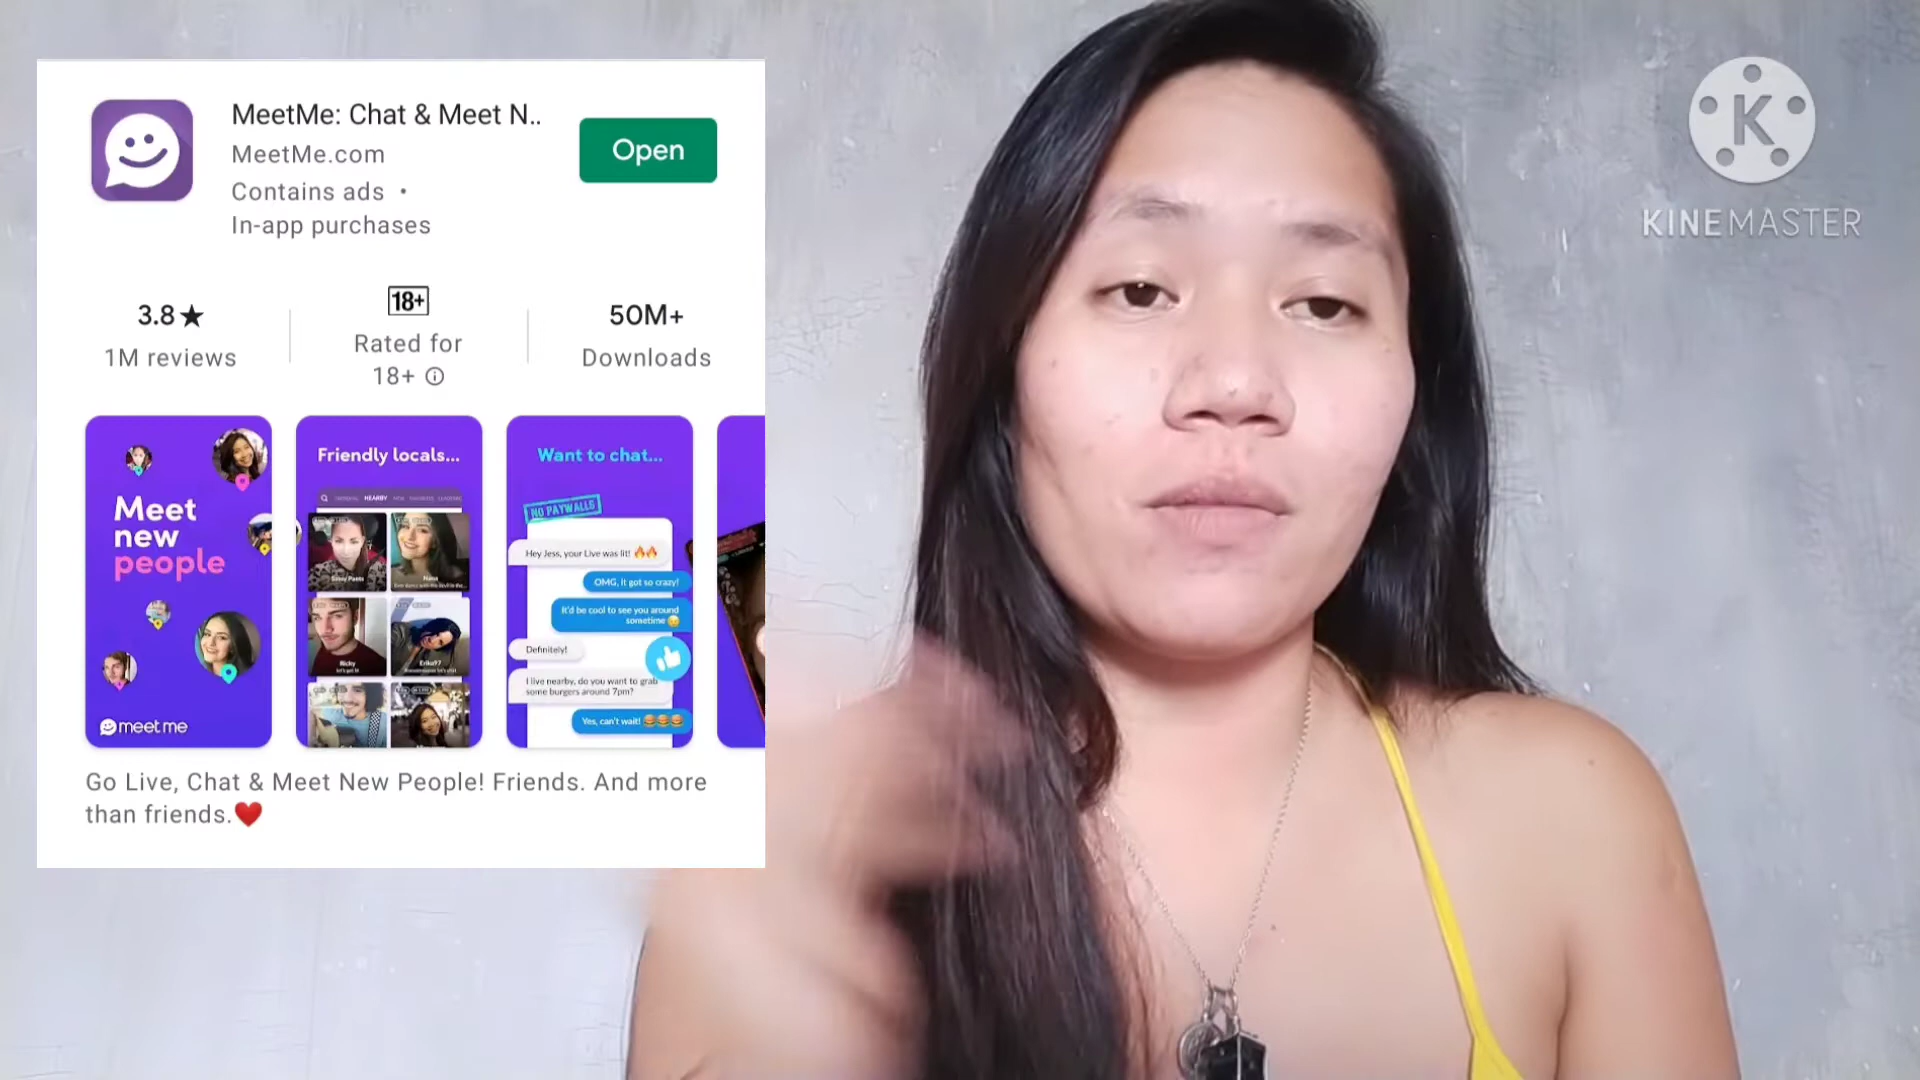 MeetMe: Chat & Meet N..
MeetMe.com
Contains ads •
In-app purchases
Open
3.8★
1M reviews
18+
Rated for
18+
50M+
Downloads
Meet
new
people
meetme
Friendly locals...
NEARBY
Ricky
Erika97
Want to chat...
NO PAYWALLS
Hey Jess, your Live was lit! 🔥🔥
OMG, it got so crazy!
It'd be cool to see you around
sometime 😊
Definitely!
I live nearby, do you want to grab
some burgers around 7pm?
Yes, can't wait! 🍔🍔🍔
Go Live, Chat & Meet New People! Friends. And more
than friends.❤️
K
KINEMASTER